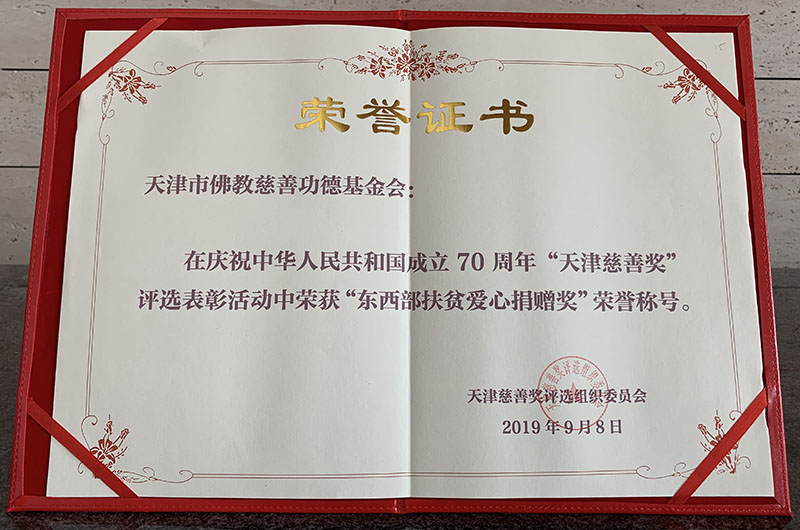 荣誉证书
天津市佛教慈善功德基金会：
在庆祝中华人民共和国成立 70 周年“天津慈善奖”
评选表彰活动中荣获“东西部扶贫爱心捐赠奖”荣誉称号。
天津慈善奖评选组织委员会
2019 年 9 月 8 日